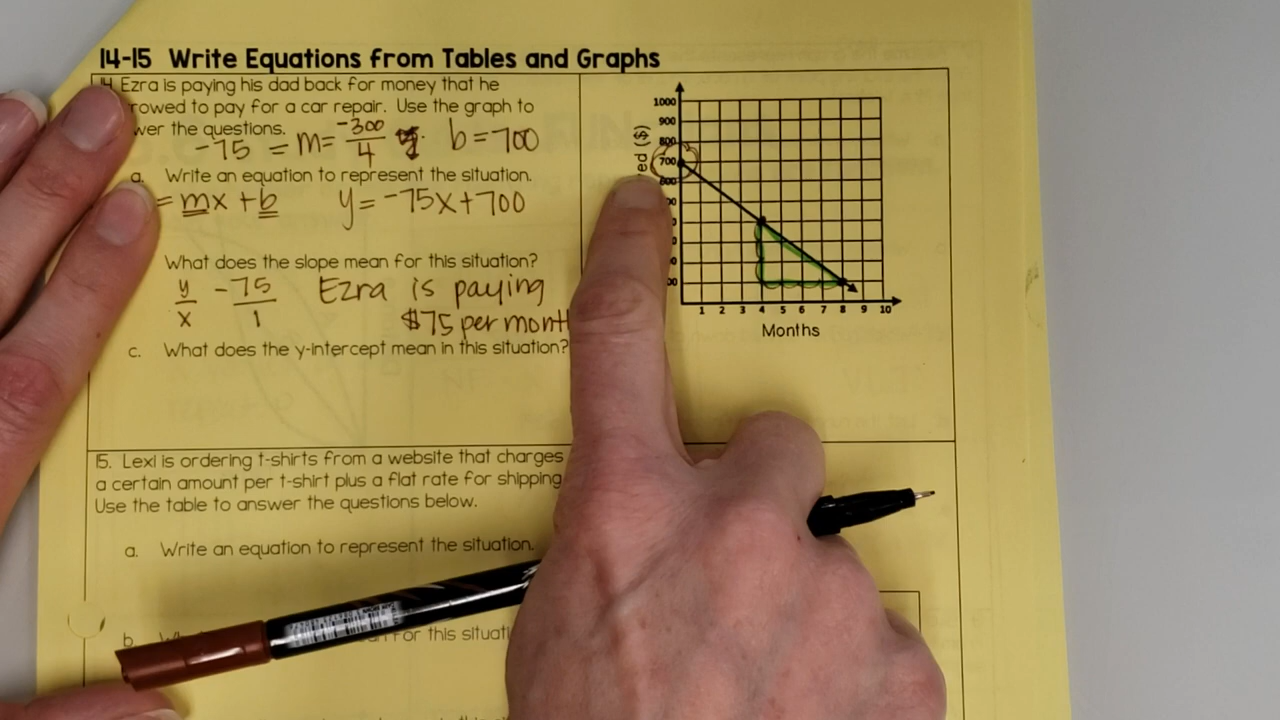 14-15 Write Equations from Tables and Graphs
14 Ezra is paying his dad back for money that he
rowed to pay for a car repair. Use the graph to
wer the questions.
-75 = m= -300/4 b=700
a. Write an equation to represent the situation.
= mx + b y = -75x+700
What does the slope mean for this situation?
y/x -75/1 Ezra is paying
$75 per mont
c. What does the y-intercept mean in this situation?
ed ($)
1000
900
800
700
600
1 2 3 4 5 6 7 8 9 10
Months
15. Lexi is ordering t-shirts from a website that charges
a certain amount per t-shirt plus a flat rate for shipping
Use the table to answer the questions below.
a. Write an equation to represent the situation.
b. for this situati